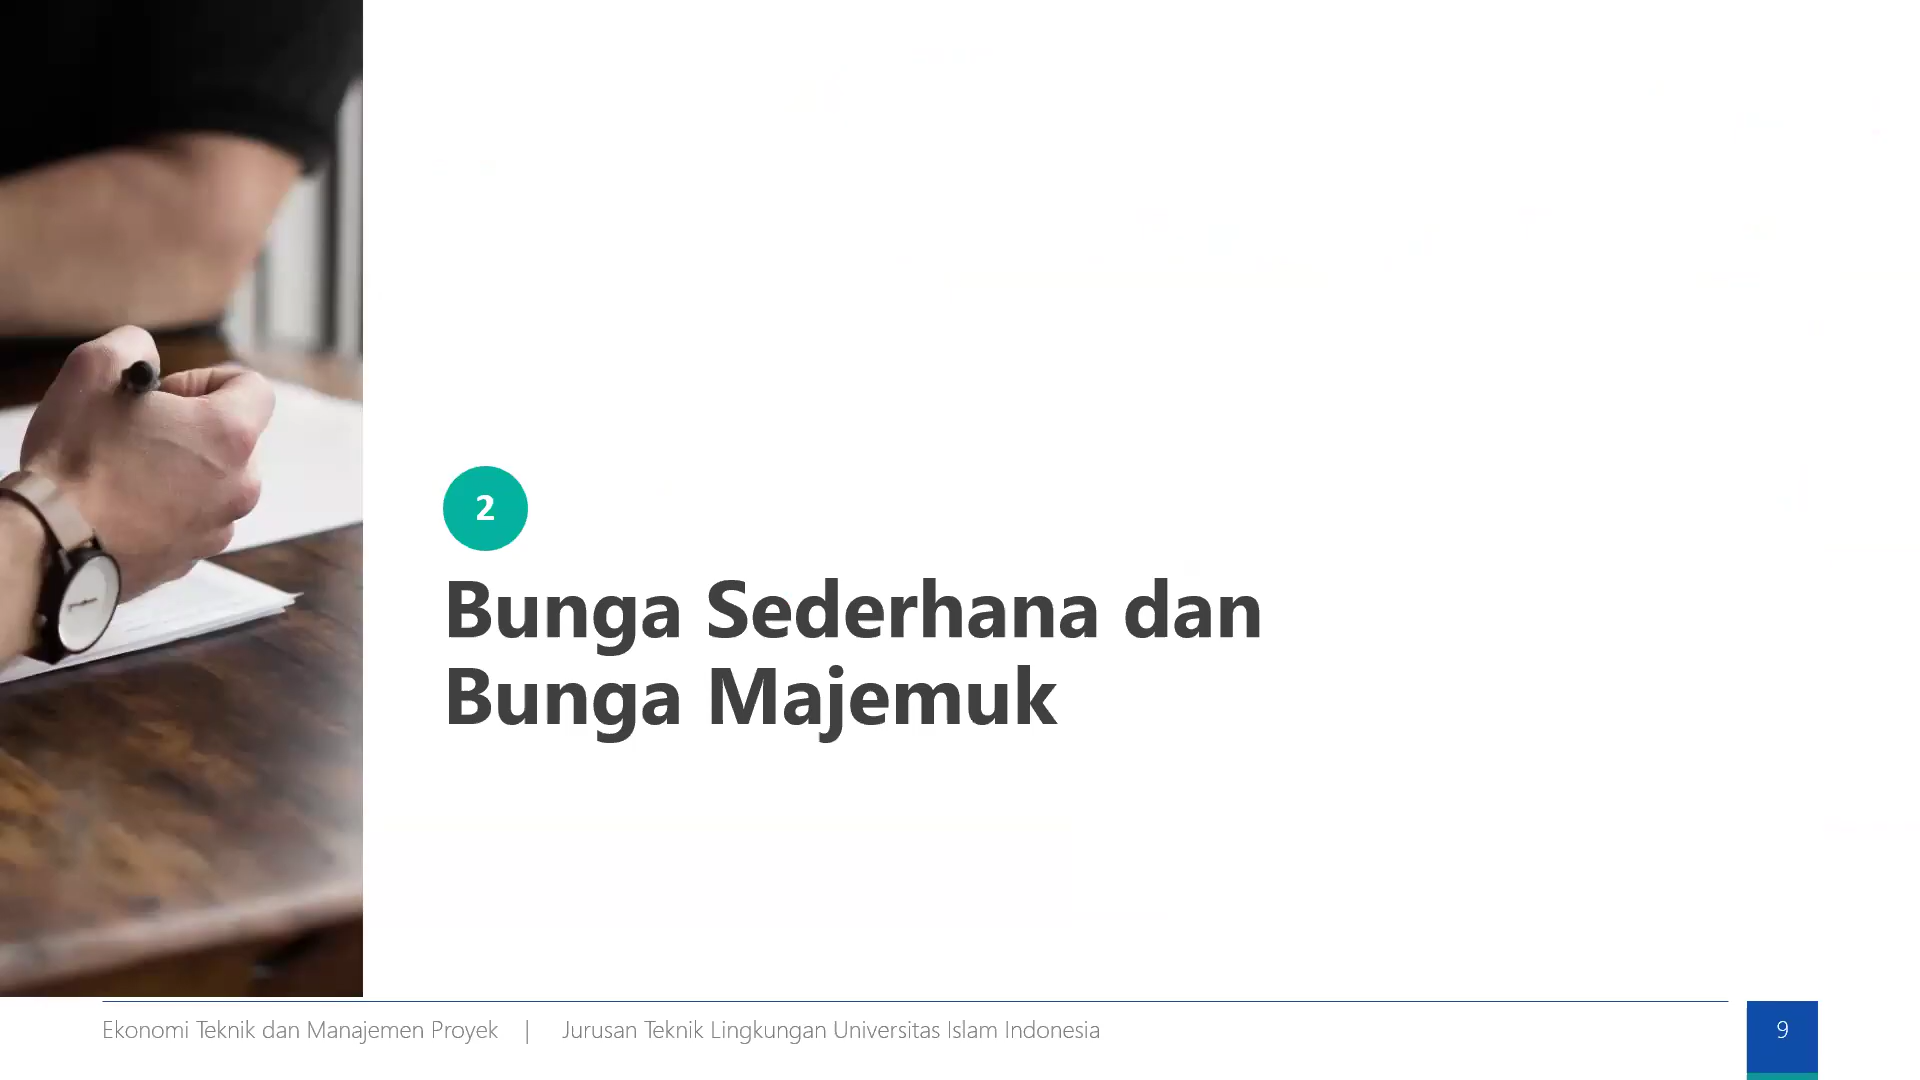 2
Bunga Sederhana dan
Bunga Majemuk
Ekonomi Teknik dan Manajemen Proyek | Jurusan Teknik Lingkungan Universitas Islam Indonesia
9